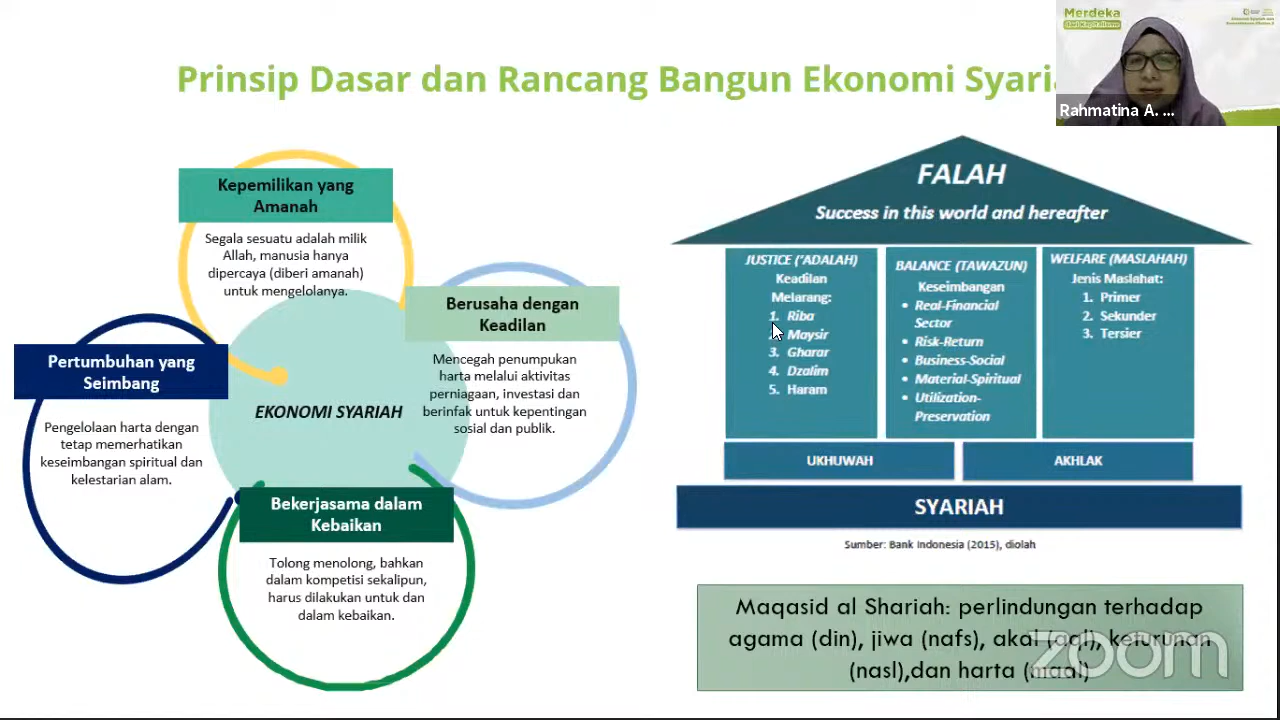 Prinsip Dasar dan Rancang Bangun Ekonomi
Merdeka
Rahmatina A. ...
Kepemilikan yang
Amanah
Segala sesuatu adalah milik
Allah, manusia hanya
dipercaya (diberi amanah)
untuk mengelolanya.
Berusaha dengan
Keadilan
Mencegah penumpukan
harta melalui aktivitas
perniagaan, investasi dan
berinfak untuk kepentingan
sosial dan publik.
Pertumbuhan yang
Seimbang
Pengelolaan harta dengan
tetap memerhatikan
keseimbangan spiritual dan
kelestarian alam.
EKONOMI SYARIAH
Bekerjasama dalam
Kebaikan
Tolong menolong, bahkan
dalam kompetisi sekalipun,
harus dilakukan untuk dan
dalam kebaikan.
FALAH
Success in this world and hereafter
JUSTICE ('ADALAH)
Keadilan
Melarang:
1. Riba
Maysir
3. Gharar
4. Dzalim
5. Haram
BALANCE (TAWAZUN)
Keseimbangan
• Real-Financial
Sector
• Risk-Return
• Business-Social
• Material-Spiritual
• Utilization-
Preservation
WELFARE (MASLAHAH)
Jenis Maslahat:
1. Primer
2. Sekunder
3. Tersier
UKHUWAH
AKHLAK
SYARIAH
Sumber: Bank Indonesia (2015), diolah
Maqasid al Shariah: perlindungan terhadap
agama (din), jiwa (nafs), akal (aql), keturunan
(nasl),dan harta (maal)
zoom